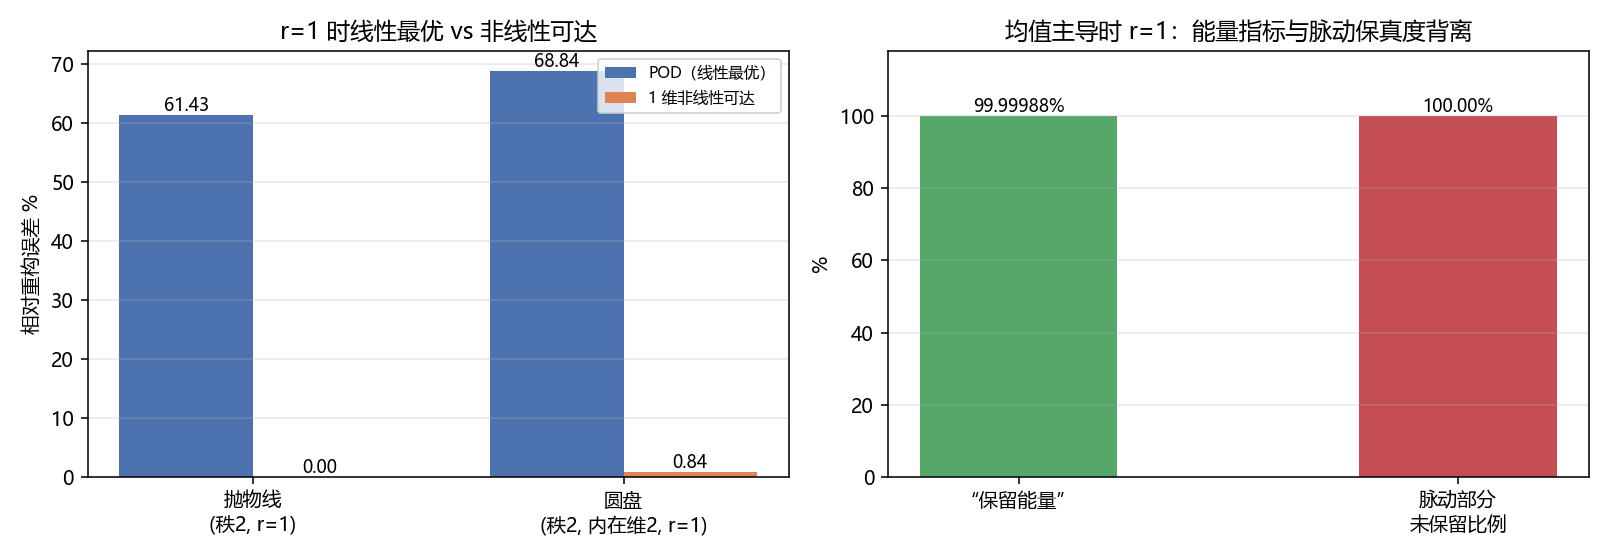 r=1 时线性最优 vs 非线性可达
相对重构误差 %
70
60
50
40
30
20
10
0
61.43
0.00
68.84
0.84
POD（线性最优）
1 维非线性可达
抛物线
(秩2, r=1)
圆盘
(秩2, 内在维2, r=1)
均值主导时 r=1：能量指标与脉动保真度背离
%
100
80
60
40
20
0
99.99988%
100.00%
“保留能量”
脉动部分
未保留比例